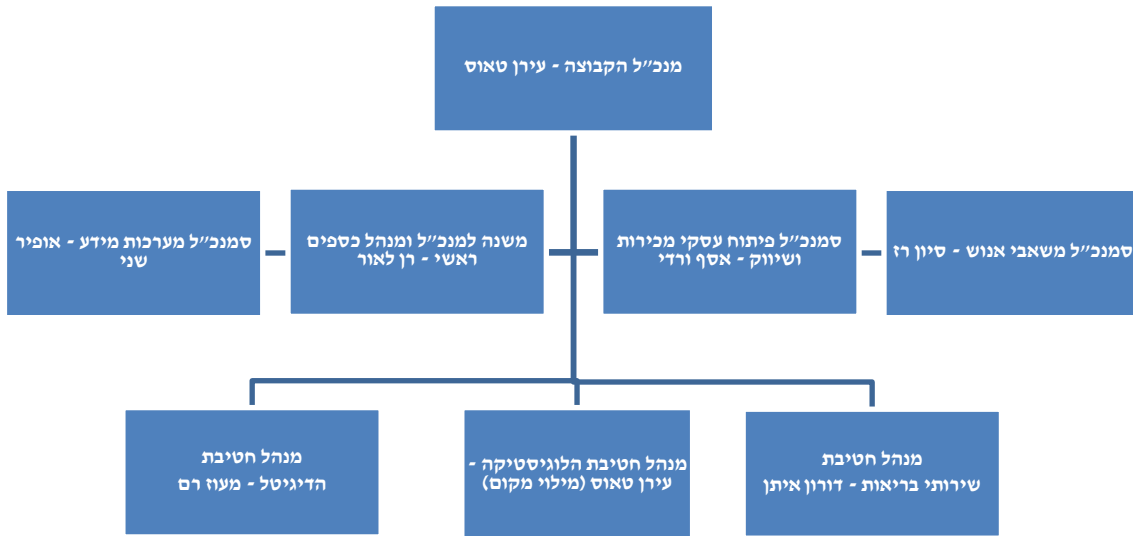 מנכ"ל הקבוצה - עירן טאוס
סמנכ"ל משאבי אנוש - סיון רז
סמנכ"ל פיתוח עסקי מכירות
ושיווק - אסף ורדי
משנה למנכ"ל ומנהל כספים
ראשי - רן לאור
סמנכ"ל מערכות מידע - אופיר
שני
מנהל חטיבת
שירותי בריאות - דורון איתן
מנהל חטיבת הלוגיסטיקה -
עירן טאוס (מילוי מקום)
מנהל חטיבת
הדיגיטל - מעוז רם